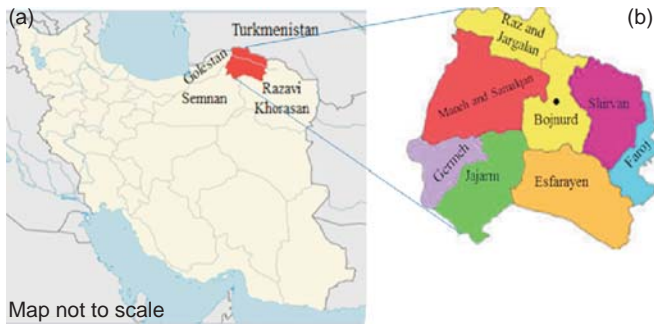 (a)
Turkmenistan
Golestan
Semnan
Razavi
Khorasan
Map not to scale
(b)
Raz and
Jargalan
Maneh and Samalqan
Bojnurd
Shirvan
Faroj
Germeh
Jajarm
Esfarayen